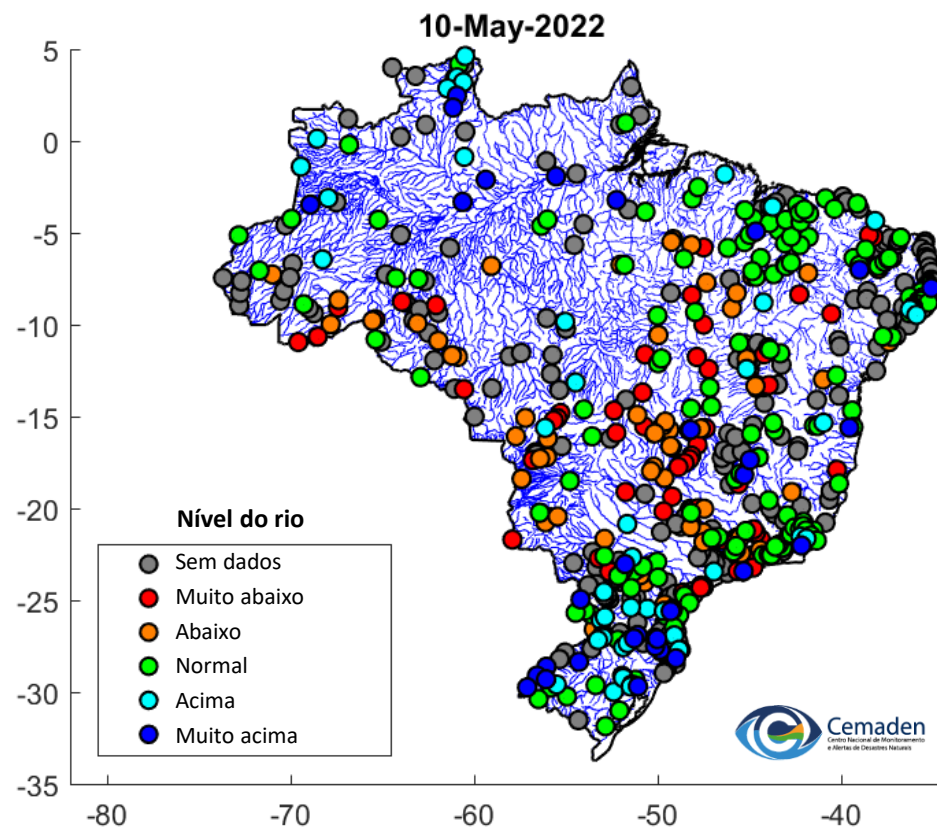 10-May-2022
5
0
-5
-10
-15
-20
-25
-30
-35
Nível do rio
Sem dados
Muito abaixo
Abaixo
Normal
Acima
Muito acima
Cemaden
Centro Nacional de Monitoramento
e Alertas de Desastres Naturais
-80
-70
-60
-50
-40